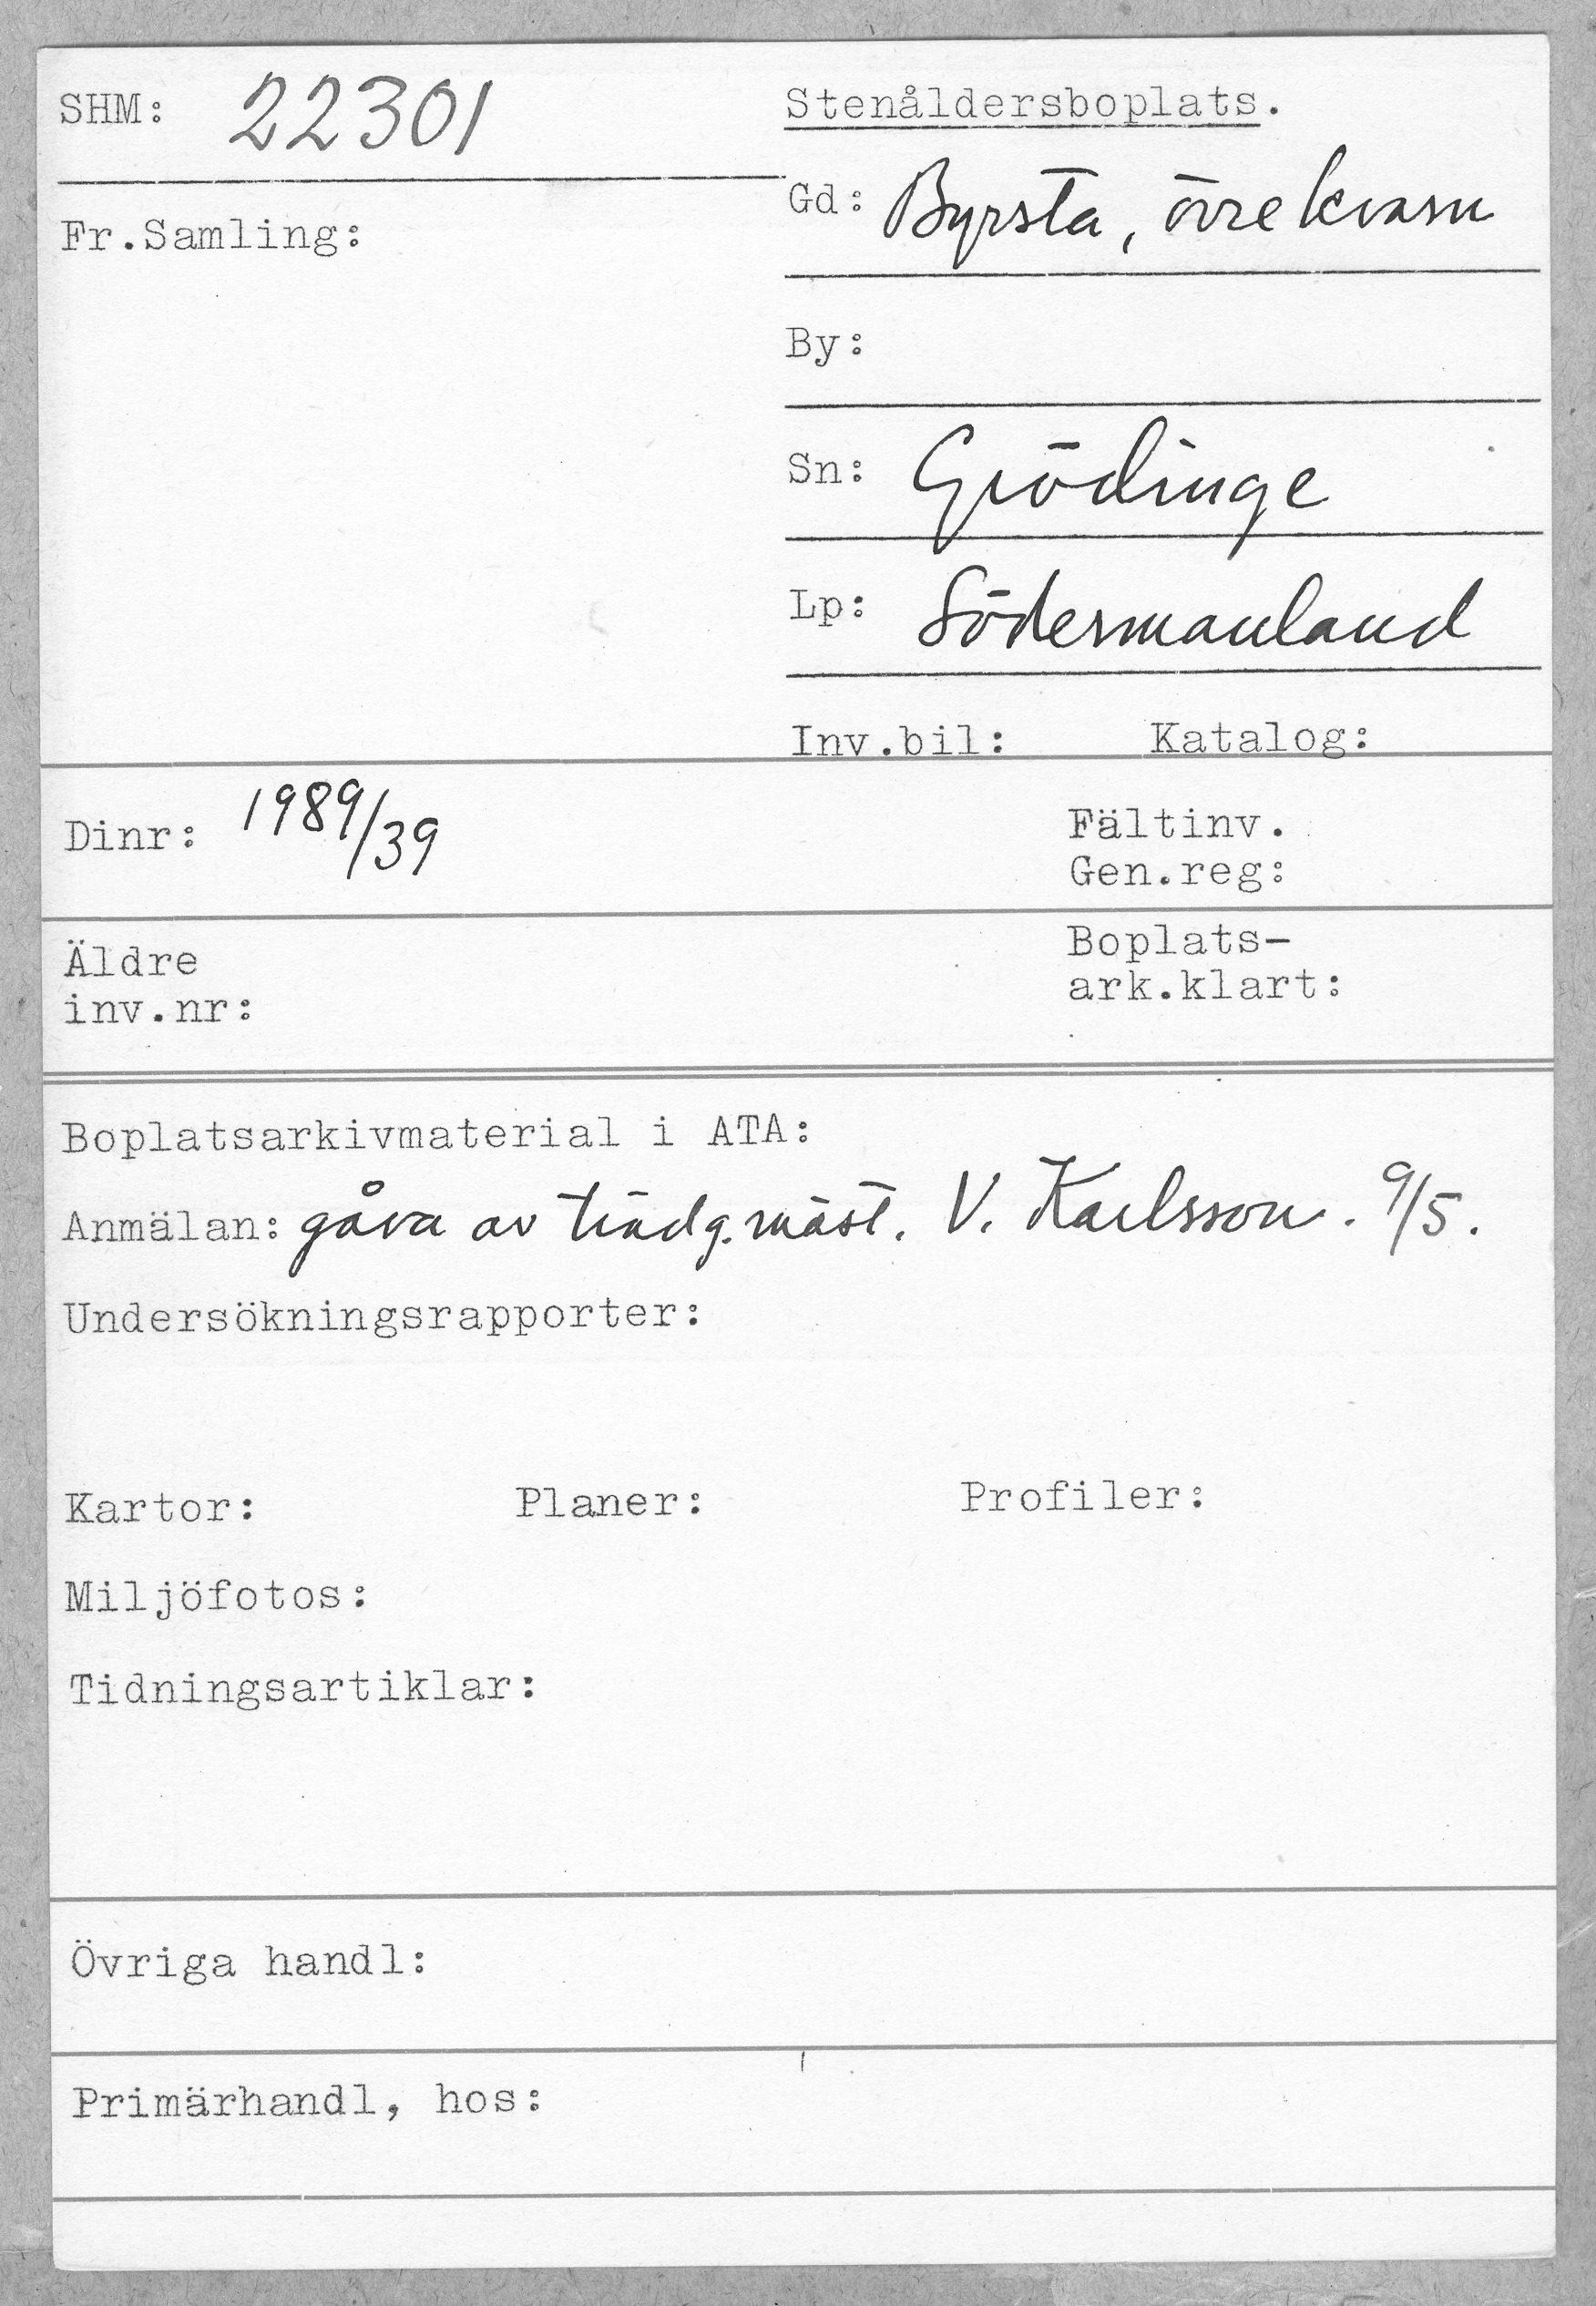 SHM: 22301
Fr.Samling:
Stenåldersboplats.
Gd: Byrsta, övre kvarn
By:
Sn: Grödinge
Lp: Södermanland
Inv.bil: Katalog:
Dinr: 1989/39
Fältinv.
Gen.reg:
Äldre
inv.nr:
Boplats-
ark.klart:
Boplatsarkivmaterial i ATA:
Anmälan: gåva av trädg.mäst. V. Karlsson. 9/5.
Undersökningsrapporter:
Kartor: Planer: Profiler:
Miljöfotos:
Tidningsartiklar:
Övriga handl:
Primärhandl, hos: